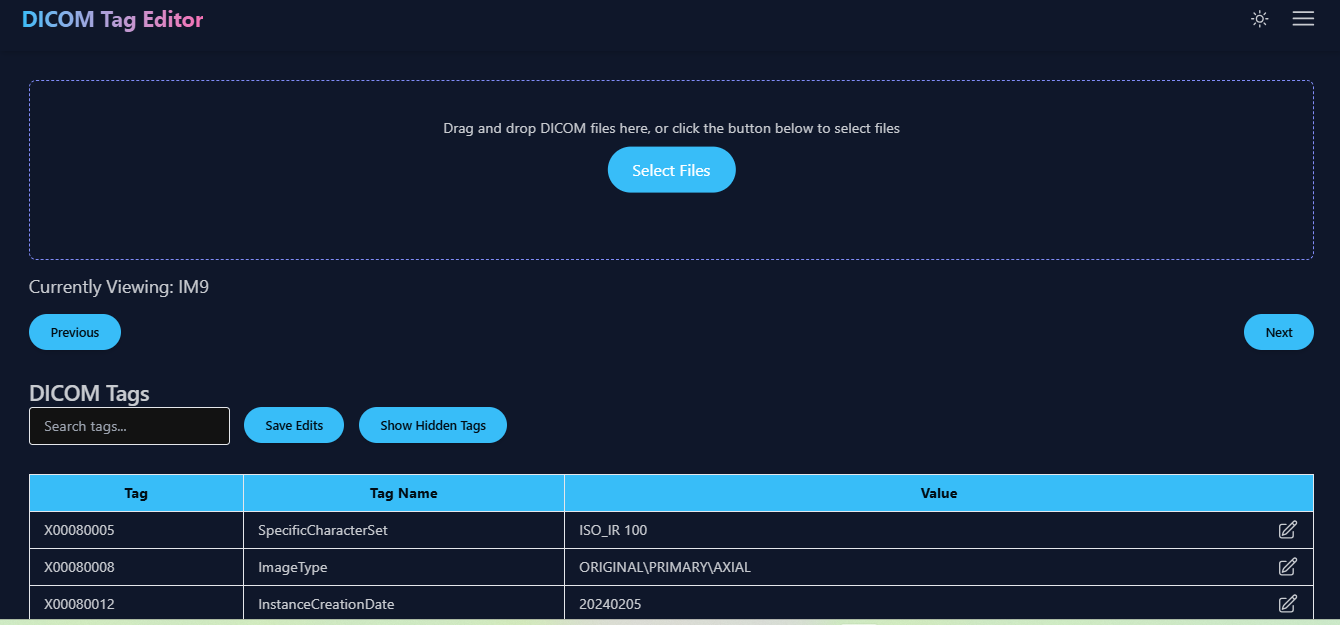 DICOM Tag Editor
Drag and drop DICOM files here, or click the button below to select files
Select Files
Currently Viewing: IM9
Previous
Next
DICOM Tags
Search tags...
Save Edits
Show Hidden Tags
Tag Tag Name Value
X00080005 SpecificCharacterSet ISO_IR 100
X00080008 ImageType ORIGINAL\PRIMARY\AXIAL
X00080012 InstanceCreationDate 20240205